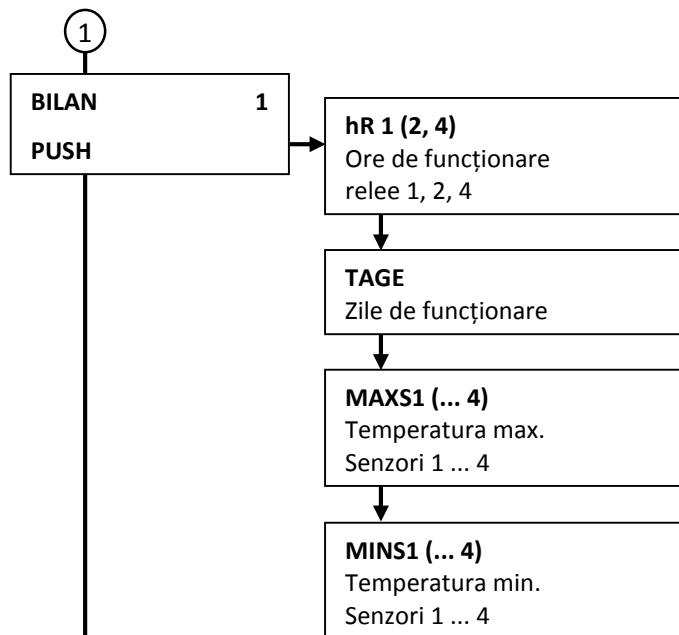 1
BILAN 1
PUSH
hR 1 (2, 4)
Ore de funcționare
relee 1, 2, 4
TAGE
Zile de funcționare
MAXS1 (... 4)
Temperatura max.
Senzori 1 ... 4
MINS1 (... 4)
Temperatura min.
Senzori 1 ... 4